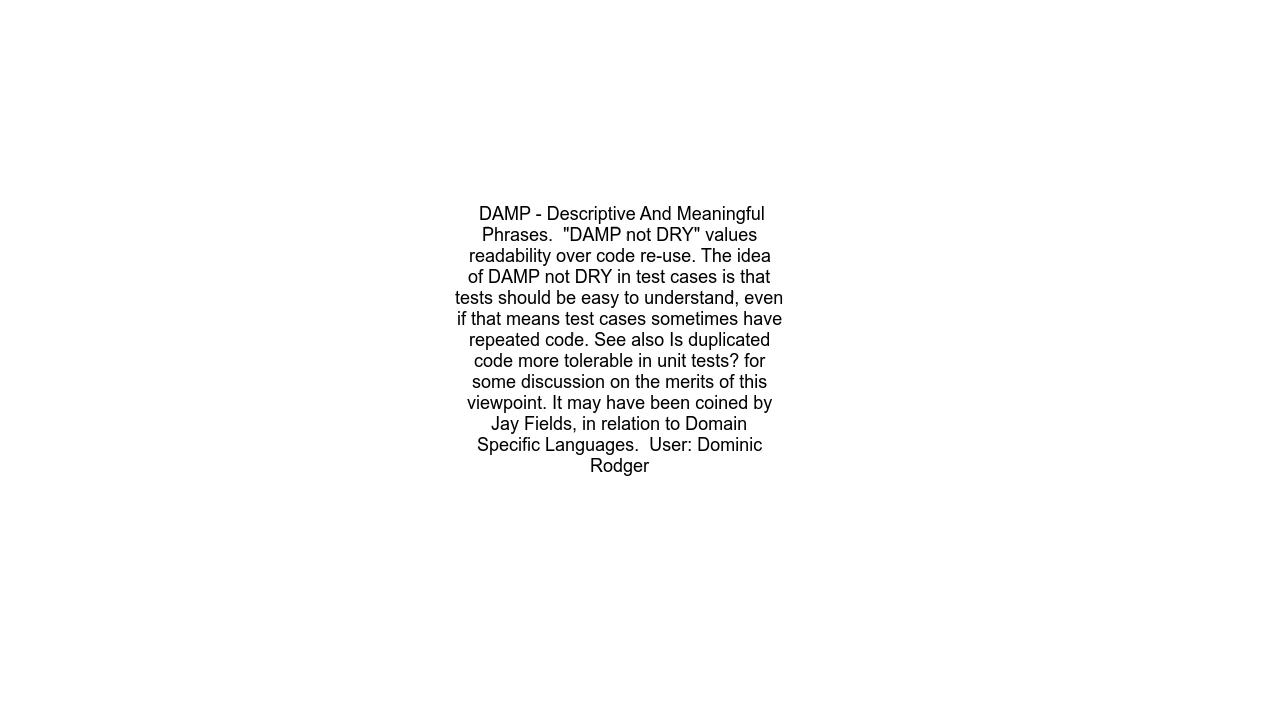 DAMP - Descriptive And Meaningful
Phrases.  "DAMP not DRY" values
readability over code re-use. The idea
of DAMP not DRY in test cases is that
tests should be easy to understand, even
if that means test cases sometimes have
repeated code. See also Is duplicated
code more tolerable in unit tests? for
some discussion on the merits of this
viewpoint. It may have been coined by
Jay Fields, in relation to Domain
Specific Languages.  User: Dominic
Rodger